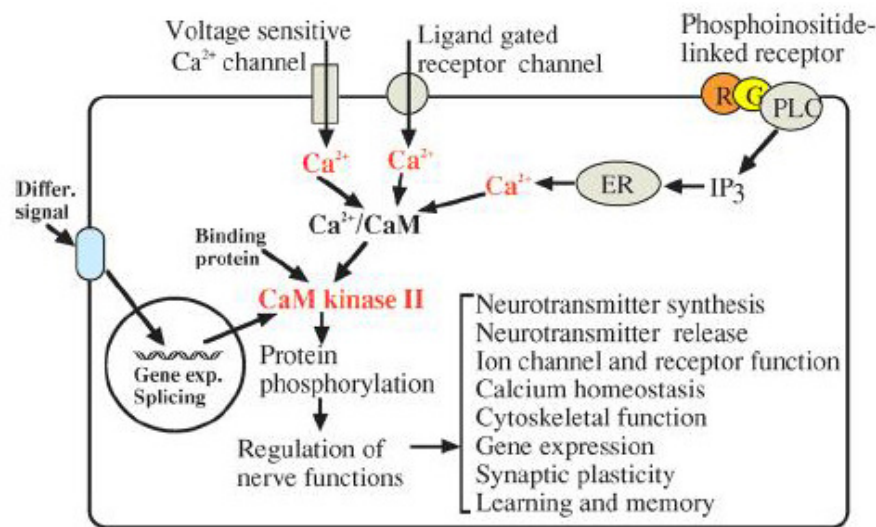 Voltage sensitive
Ca²⁺ channel
Ligand gated
receptor channel
Phosphoinositide-
linked receptor
R
G
PLC
Ca²⁺
Ca²⁺
Ca²⁺
ER
IP₃
Differ.
signal
Ca²⁺/CaM
Binding
protein
CaM kinase II
Gene exp.
Splicing
Protein
phosphorylation
Regulation of
nerve functions
Neurotransmitter synthesis
Neurotransmitter release
Ion channel and receptor function
Calcium homeostasis
Cytoskeletal function
Gene expression
Synaptic plasticity
Learning and memory